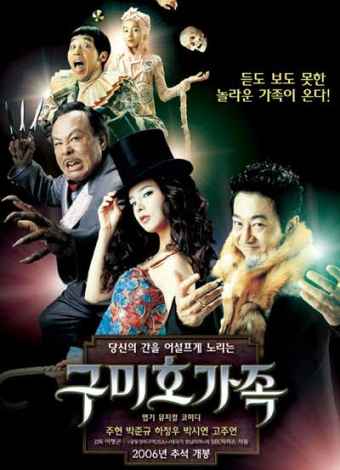 듣도 보도 못한
놀라운 가족이 온다!
당신의 간을 어설프게 노리는
구미호가족
엽기 뮤지컬 코미디
주현 박준규 하정우 박시연 고주연
2006년 추석 개봉